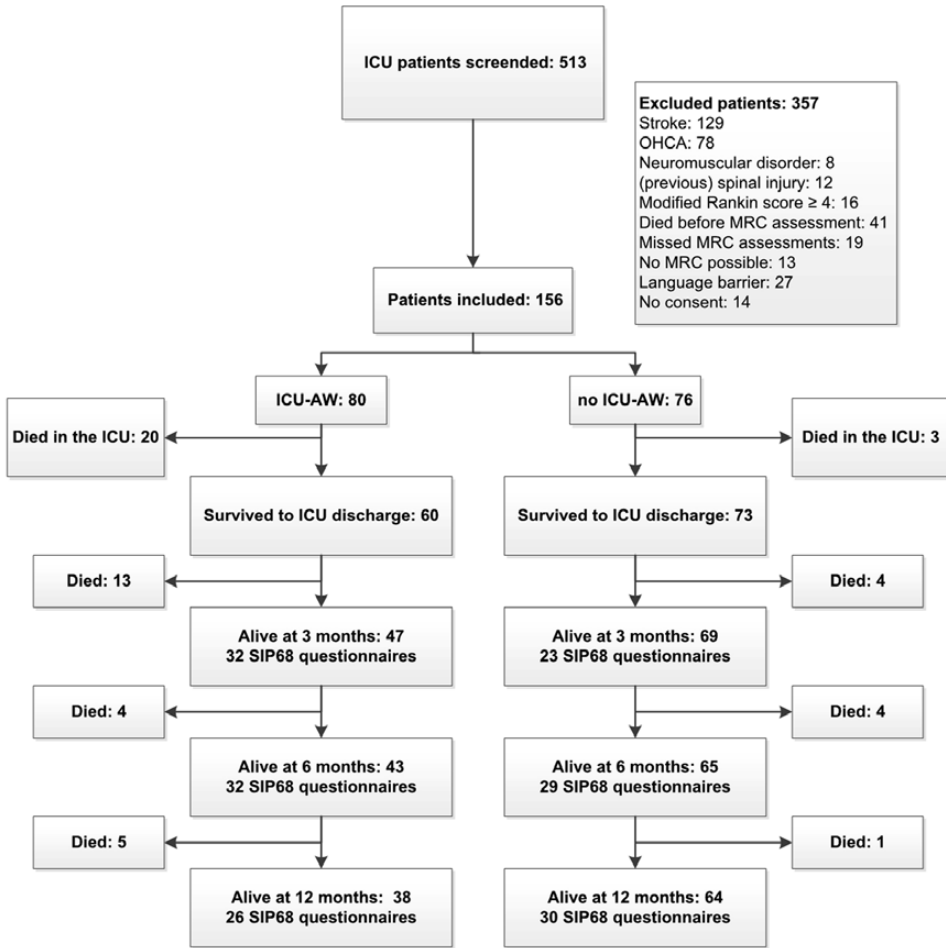 ICU patients screended: 513
Excluded patients: 357
Stroke: 129
OHCA: 78
Neuromuscular disorder: 8
(previous) spinal injury: 12
Modified Rankin score ≥ 4: 16
Died before MRC assessment: 41
Missed MRC assessments: 19
No MRC possible: 13
Language barrier: 27
No consent: 14
Patients included: 156
ICU-AW: 80
no ICU-AW: 76
Died in the ICU: 20
Died in the ICU: 3
Survived to ICU discharge: 60
Survived to ICU discharge: 73
Died: 13
Died: 4
Alive at 3 months: 47
32 SIP68 questionnaires
Alive at 3 months: 69
23 SIP68 questionnaires
Died: 4
Died: 4
Alive at 6 months: 43
32 SIP68 questionnaires
Alive at 6 months: 65
29 SIP68 questionnaires
Died: 5
Died: 1
Alive at 12 months: 38
26 SIP68 questionnaires
Alive at 12 months: 64
30 SIP68 questionnaires